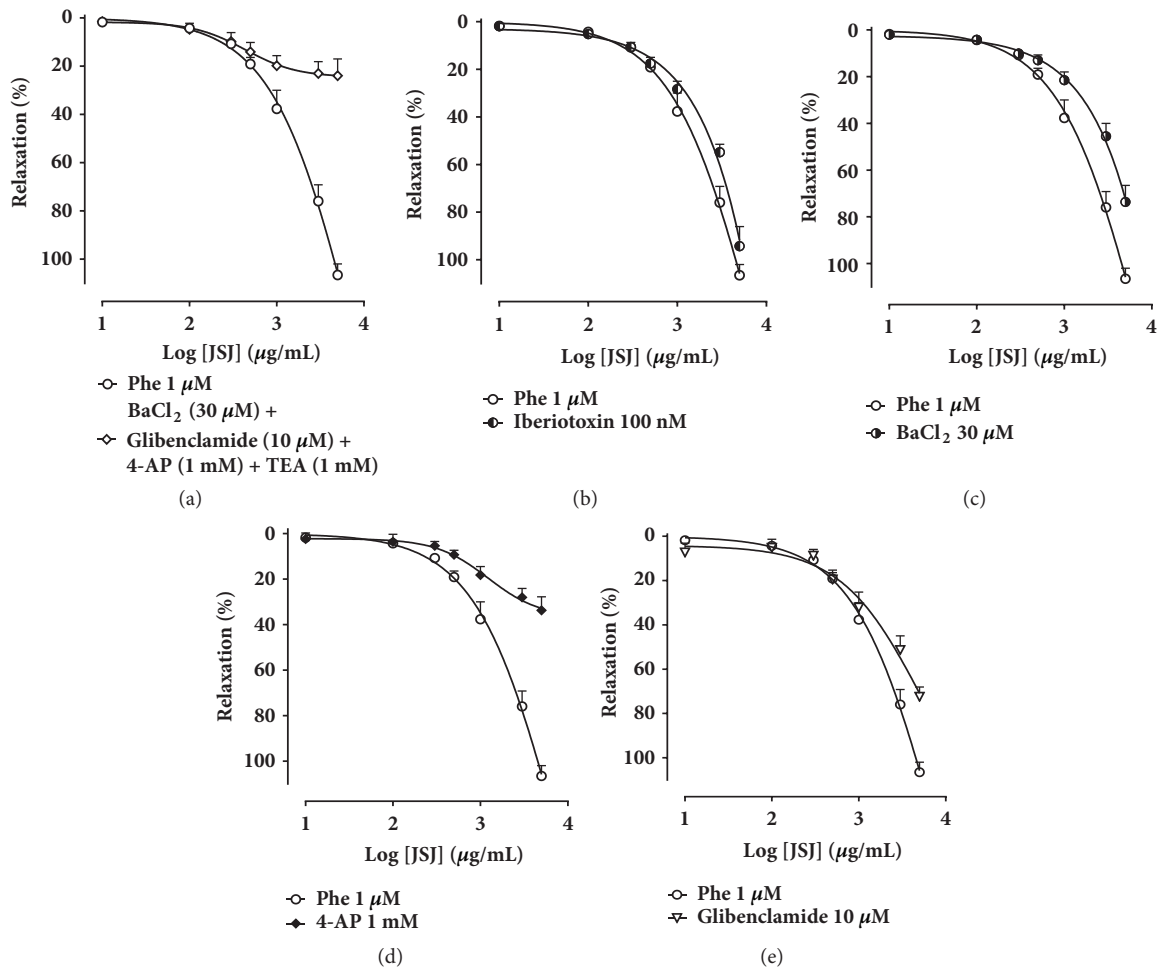 0
20
40
60
80
100
Relaxation (%)
1 2 3 4
Log [JSJ] (μg/mL)
Phe 1 μM
BaCl₂ (30 μM) +
Glibenclamide (10 μM) +
4-AP (1 mM) + TEA (1 mM)
(a)
0
20
40
60
80
100
Relaxation (%)
1 2 3 4
Log [JSJ] (μg/mL)
Phe 1 μM
Iberiotoxin 100 nM
(b)
0
20
40
60
80
100
Relaxation (%)
1 2 3 4
Log [JSJ] (μg/mL)
Phe 1 μM
BaCl₂ 30 μM
(c)
0
20
40
60
80
100
Relaxation (%)
1 2 3 4
Log [JSJ] (μg/mL)
Phe 1 μM
4-AP 1 mM
(d)
0
20
40
60
80
100
Relaxation (%)
1 2 3 4
Log [JSJ] (μg/mL)
Phe 1 μM
Glibenclamide 10 μM
(e)